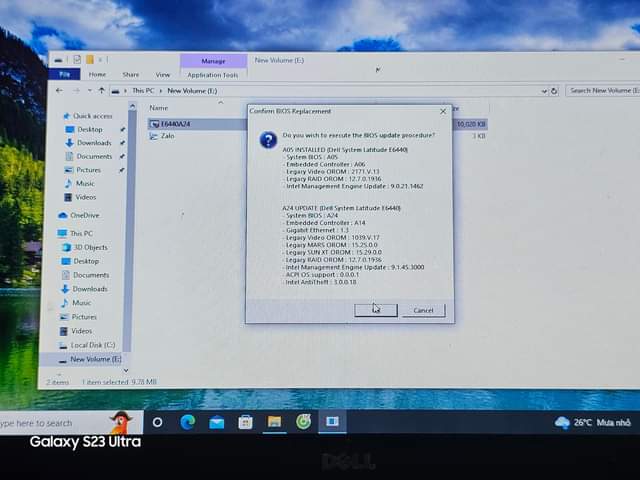 Manage
New Volume (E:)
File
Home
Share
View
Application Tools
This PC
New Volume (E:)
Search New Volume (E:
Name
Quick access
Desktop
Downloads
Documents
Pictures
Music
Videos
OneDrive
This PC
3D Objects
Desktop
Documents
Downloads
Music
Pictures
Videos
Local Disk (C:)
New Volume (E:
E6440A24
10,020 KB
Zalo
3 KB
Confirm BIOS Replacement
Do you wish to execute the BIOS update procedure?
A05 INSTALLED (Dell System Latitude E6440)
- System BIOS : A05
- Embedded Controller : A06
- Legacy Video OROM : 2171.V.13
- Legacy RAID OROM : 12.7.0.1936
- Intel Management Engine Update : 9.0.21.1462
A24 UPDATE (Dell System Latitude E6440)
- System BIOS : A24
- Embedded Controller : A14
- Gigabit Ethernet : 1.3
- Legacy Video OROM : 1039.V.17
- Legacy MARS OROM : 15.25.0.0
- Legacy SUN XT OROM : 15.29.0.0
- Legacy RAID OROM : 12.7.0.1936
- Intel Management Engine Update : 9.1.45.3000
- ACPI OS support : 0.0.0.1
- Intel AntiTheft : 3.0.0.18
Cancel
2 items
1 item selected 9.78 MB
ype here to search
26°C Mưa nhỏ
Galaxy S23 Ultra
DELL